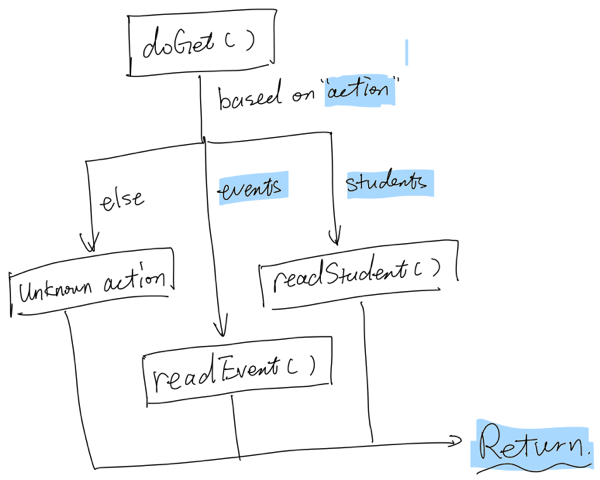 doGet()
based on "action"
else
events
students
Unknown action
readStudent()
readEvent()
Return.